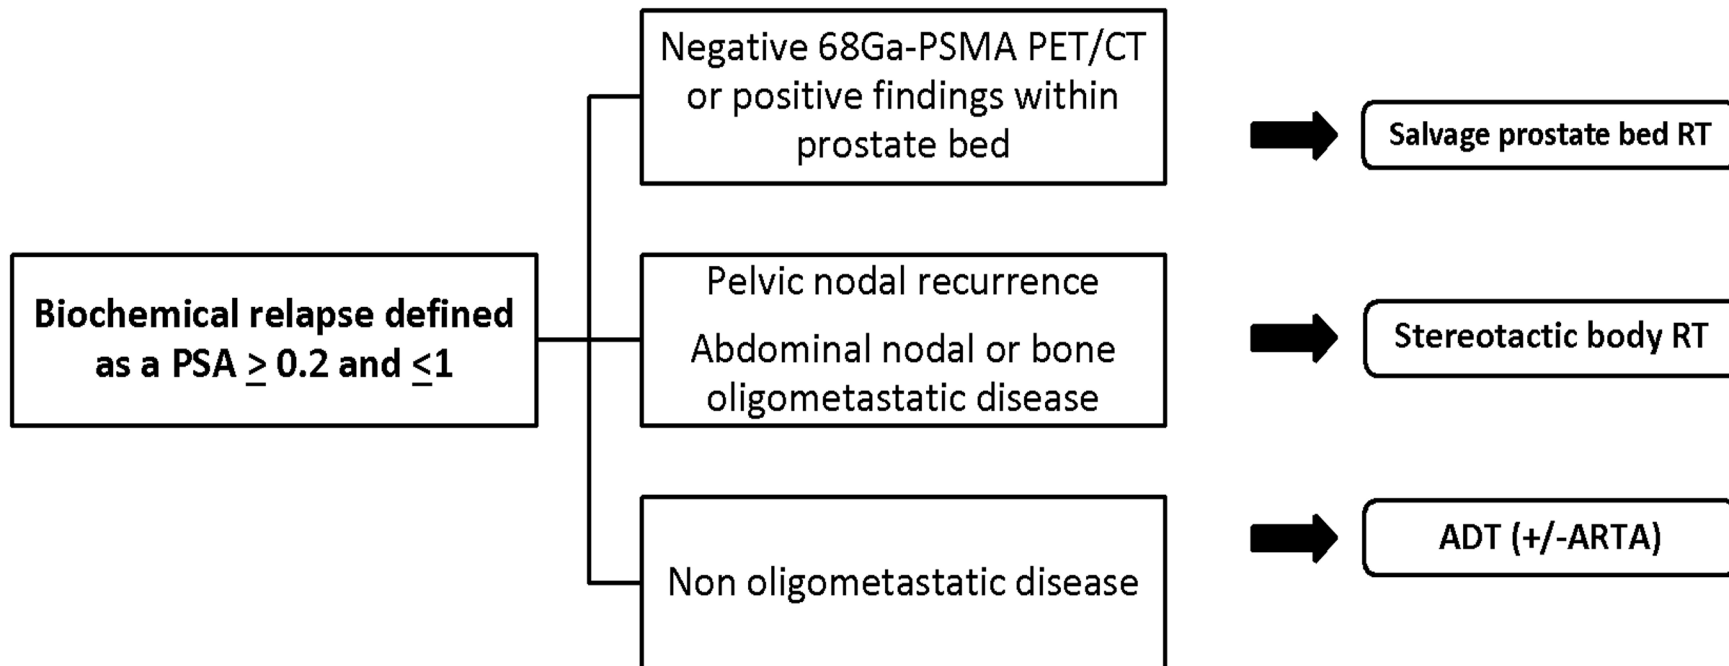 Negative 68Ga-PSMA PET/CT
or positive findings within
prostate bed
Salvage prostate bed RT
Biochemical relapse defined
as a PSA ≥ 0.2 and ≤1
Pelvic nodal recurrence
Abdominal nodal or bone
oligometastatic disease
Stereotactic body RT
Non oligometastatic disease
ADT (+/-ARTA)